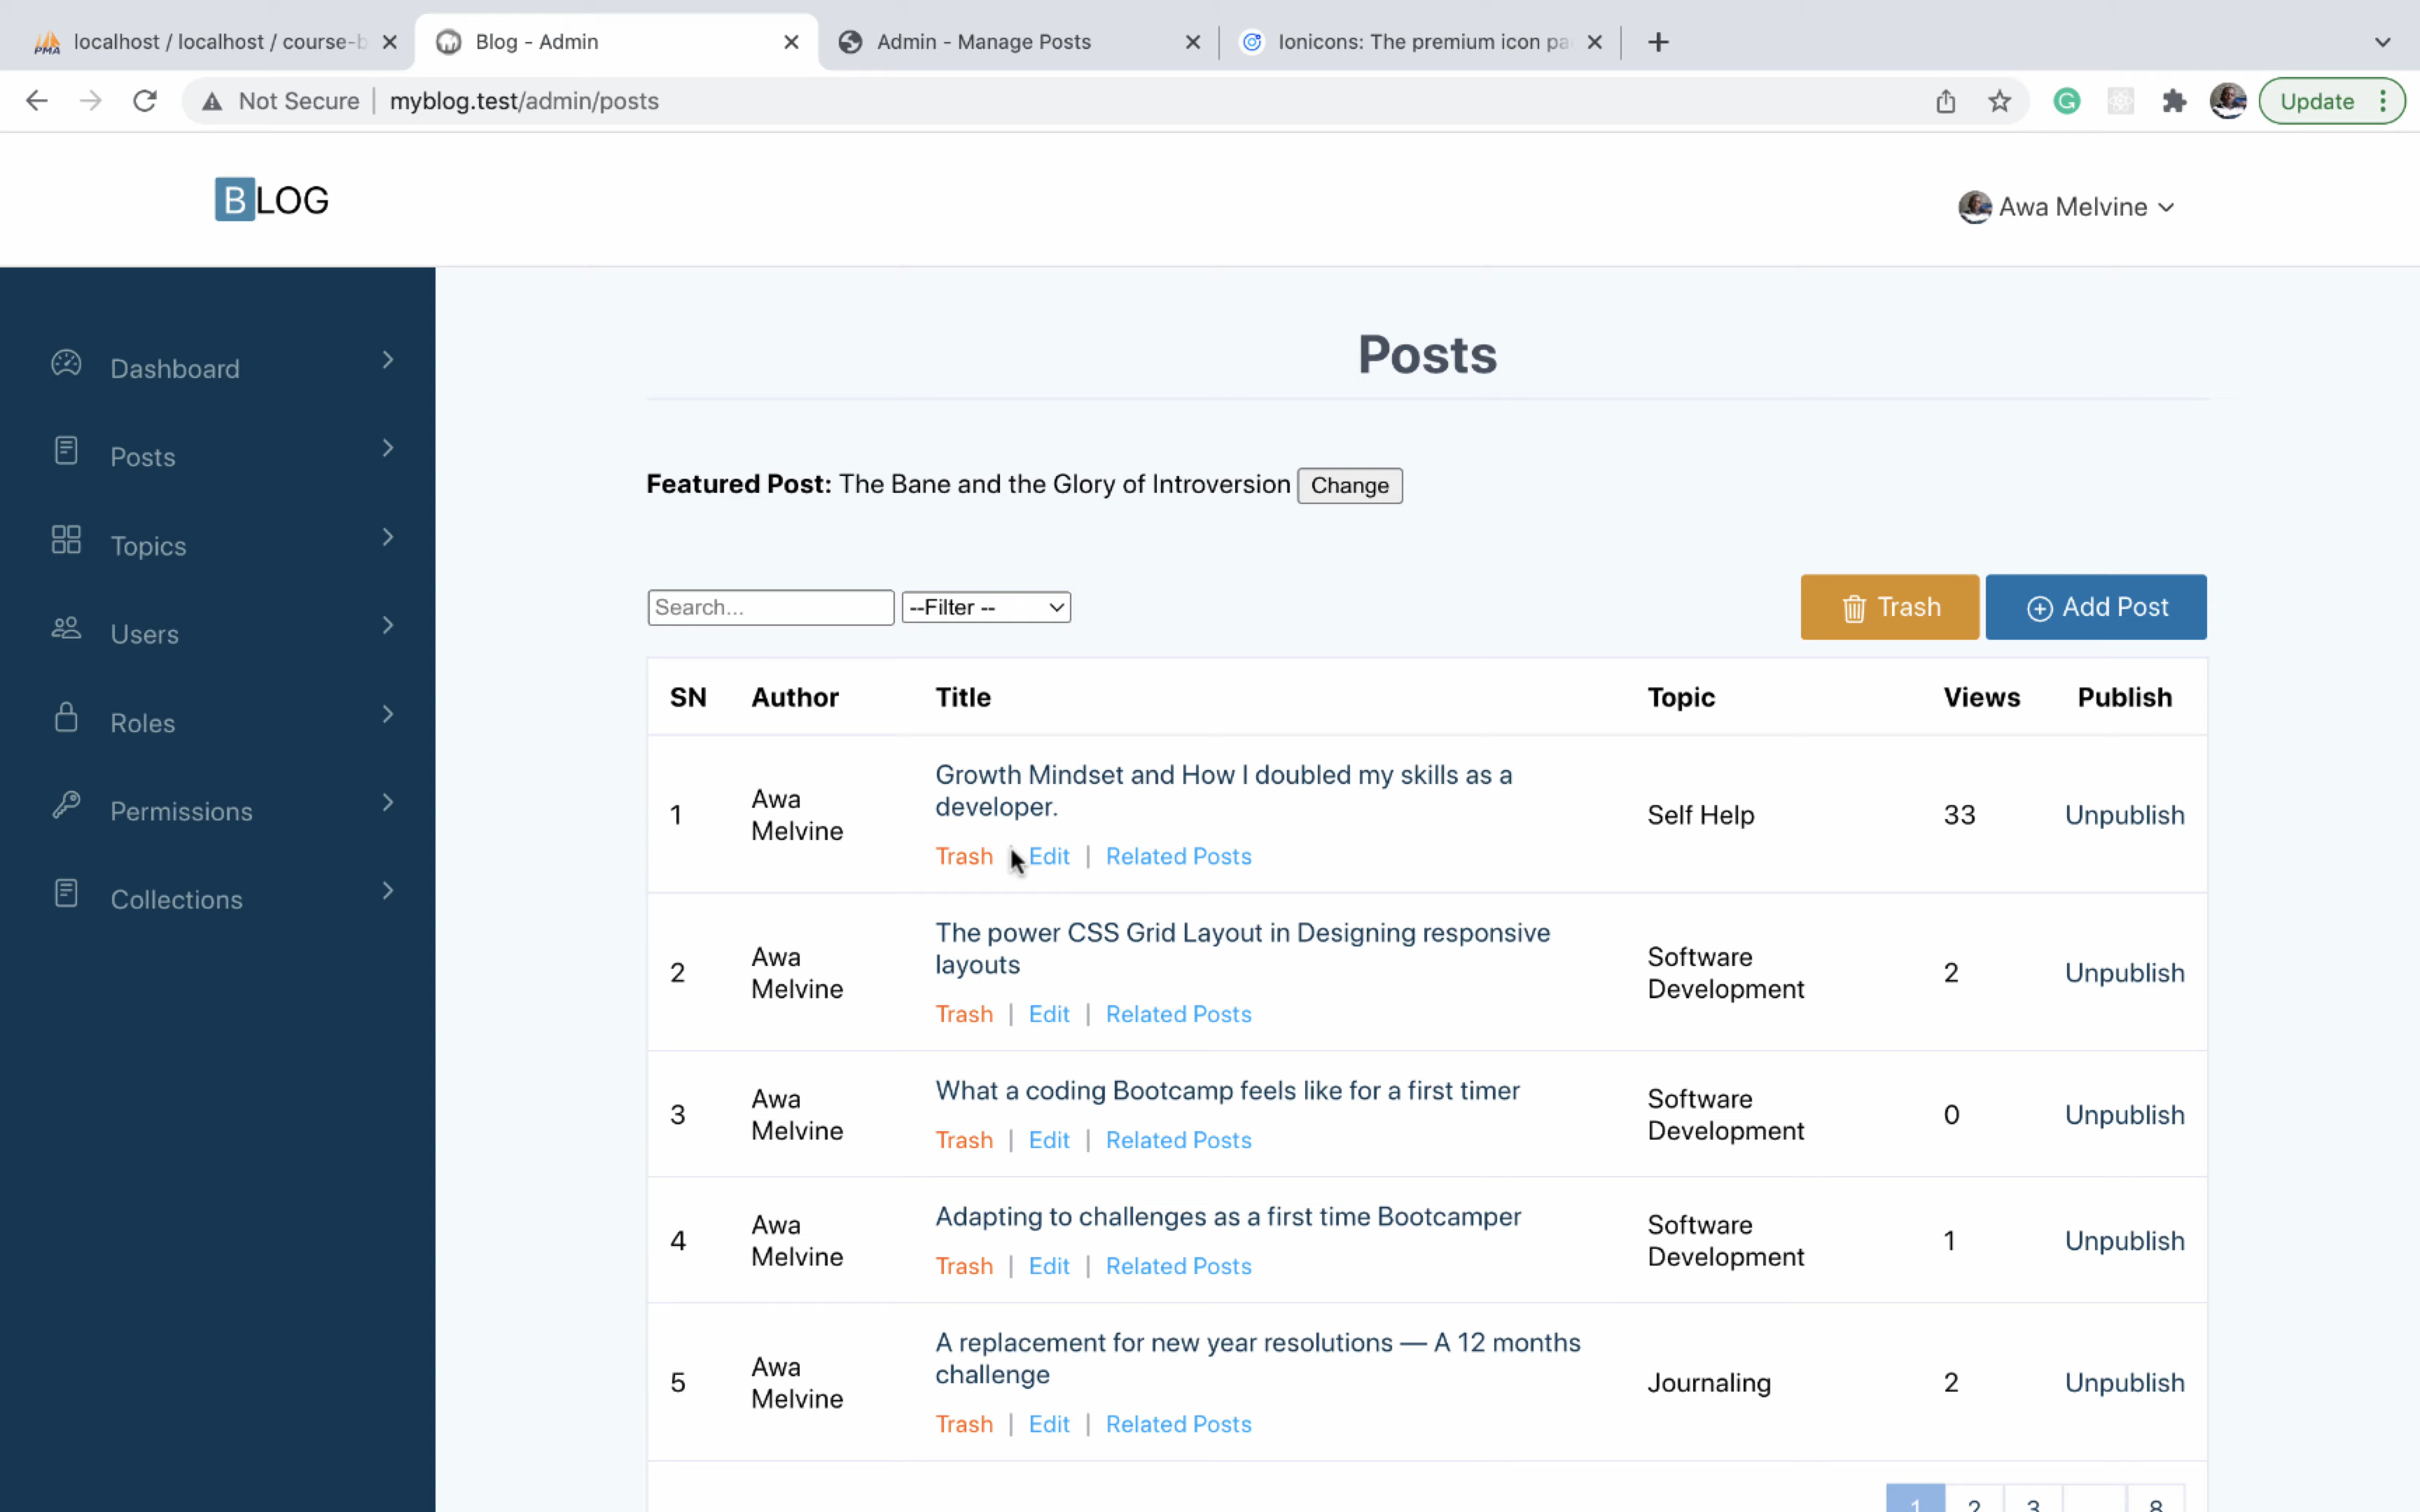 localhost / localhost / course-b
Blog - Admin
Admin - Manage Posts
Ionicons: The premium icon pa
Not Secure
myblog.test/admin/posts
Update
BLOG
Awa Melvine
Dashboard
Posts
Topics
Users
Roles
Permissions
Collections
Posts
Featured Post: The Bane and the Glory of Introversion Change
Search... --Filter -- Trash Add Post
SN Author Title Topic Views Publish
1 Awa Melvine
Growth Mindset and How I doubled my skills as a
developer.
Trash Edit | Related Posts
Self Help 33 Unpublish
2 Awa Melvine
The power CSS Grid Layout in Designing responsive
layouts
Trash | Edit | Related Posts
Software Development 2 Unpublish
3 Awa Melvine
What a coding Bootcamp feels like for a first timer
Trash | Edit | Related Posts
Software Development 0 Unpublish
4 Awa Melvine
Adapting to challenges as a first time Bootcamper
Trash | Edit | Related Posts
Software Development 1 Unpublish
5 Awa Melvine
A replacement for new year resolutions — A 12 months
challenge
Trash | Edit | Related Posts
Journaling 2 Unpublish
1 2 3 ... 8